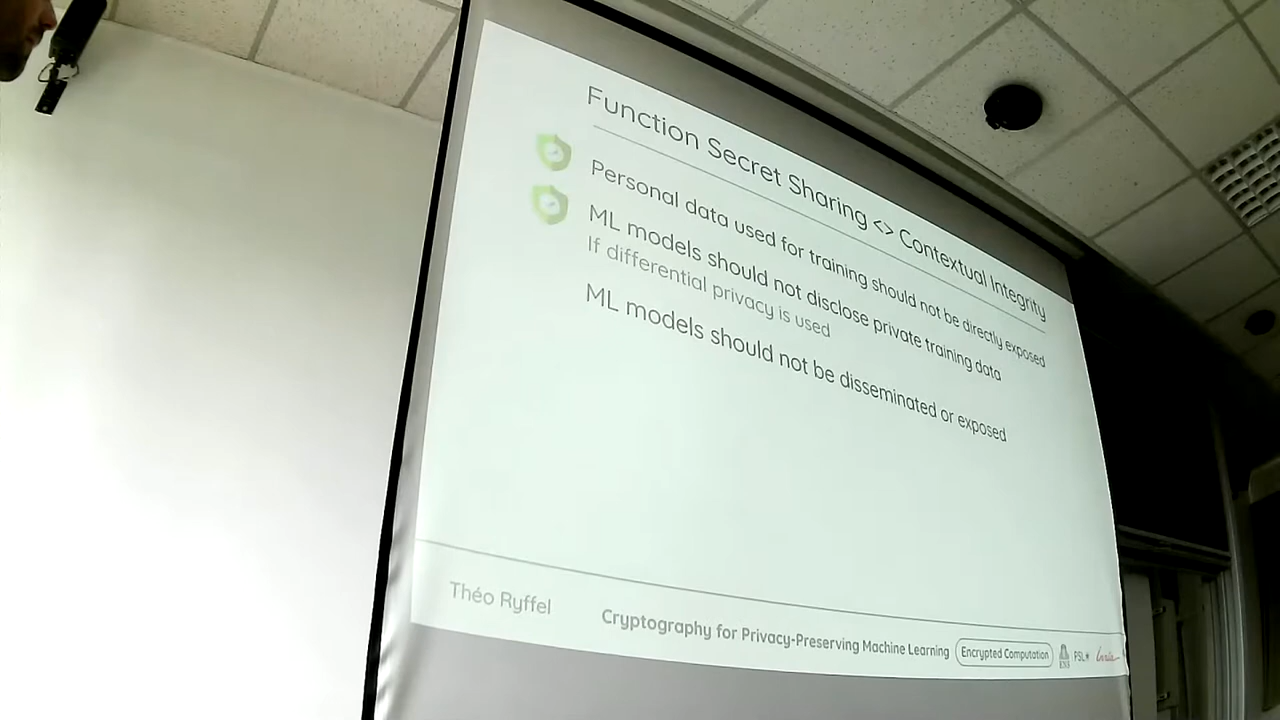 Function Secret Sharing <> Contextual Integrity
Personal data used for training should not be directly exposed
ML models should not disclose private training data
If differential privacy is used
ML models should not be disseminated or exposed
Théo Ryffel
Cryptography for Privacy-Preserving Machine Learning
Encrypted Computation
ENS
PSL★
Inria